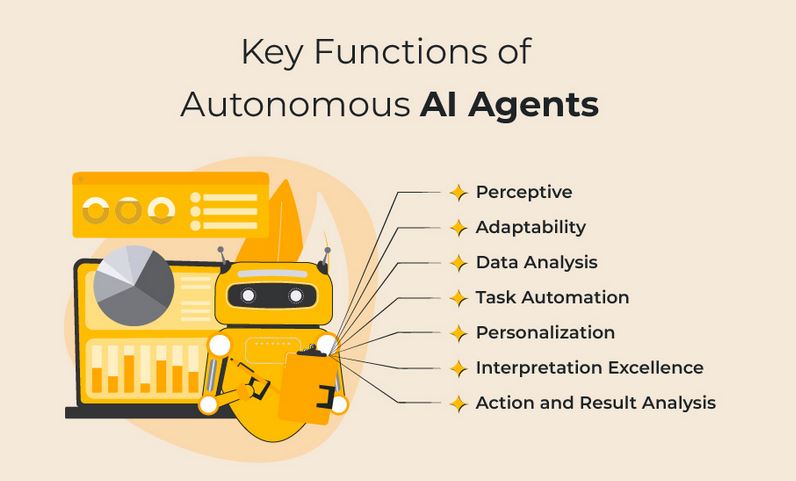 Key Functions of
Autonomous AI Agents
Perceptive
Adaptability
Data Analysis
Task Automation
Personalization
Interpretation Excellence
Action and Result Analysis